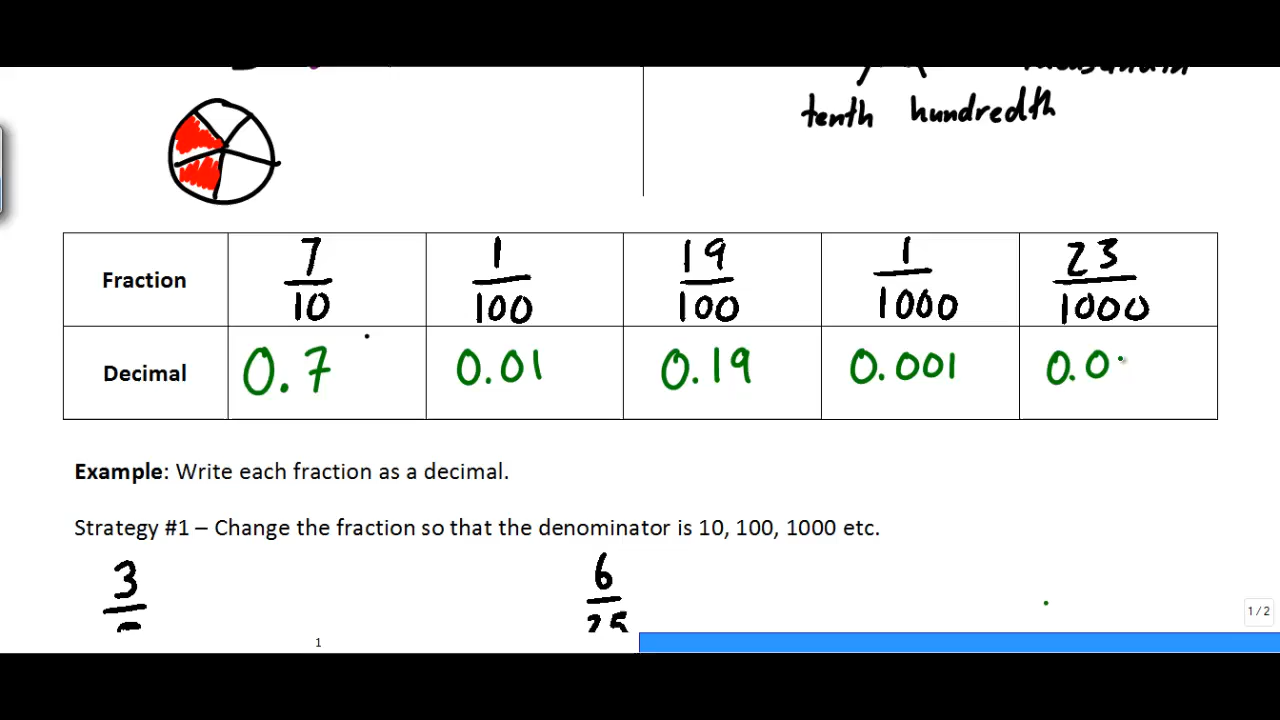 tenth hundredth
Fraction 7/10 1/100 19/100 1/1000 23/1000
Decimal 0.7 0.01 0.19 0.001 0.0
Example: Write each fraction as a decimal.
Strategy #1 – Change the fraction so that the denominator is 10, 100, 1000 etc.
3 6/25
1
1/2